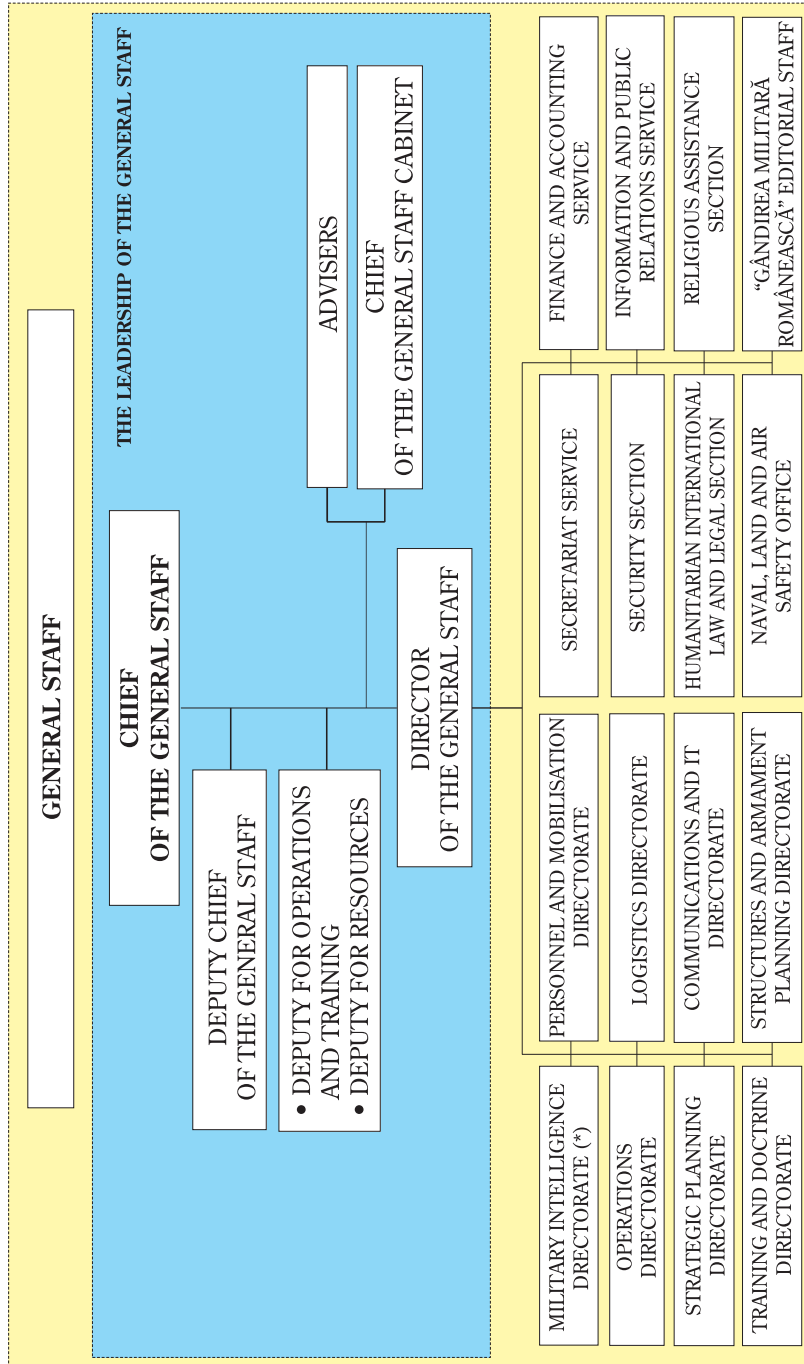 GENERAL STAFF
THE LEADERSHIP OF THE GENERAL STAFF
CHIEF
OF THE GENERAL STAFF
DEPUTY CHIEF
OF THE GENERAL STAFF
• DEPUTY FOR OPERATIONS
AND TRAINING
• DEPUTY FOR RESOURCES
ADVISERS
CHIEF
OF THE GENERAL STAFF CABINET
DIRECTOR
OF THE GENERAL STAFF
MILITARY INTELLIGENCE
DRECTORATE (*)
PERSONNEL AND MOBILISATION
DIRECTORATE
SECRETARIAT SERVICE
FINANCE AND ACCOUNTING
SERVICE
OPERATIONS
DIRECTORATE
LOGISTICS DIRECTORATE
SECURITY SECTION
INFORMATION AND PUBLIC
RELATIONS SERVICE
STRATEGIC PLANNING
DIRECTORATE
COMMUNICATIONS AND IT
DIRECTORATE
HUMANITARIAN INTERNATIONAL
LAW AND LEGAL SECTION
RELIGIOUS ASSISTANCE
SECTION
TRAINING AND DOCTRINE
DIRECTORATE
STRUCTURES AND ARMAMENT
PLANNING DIRECTORATE
NAVAL, LAND AND AIR
SAFETY OFFICE
“GÂNDIREA MILITARĂ
ROMÂNEASCĂ” EDITORIAL STAFF